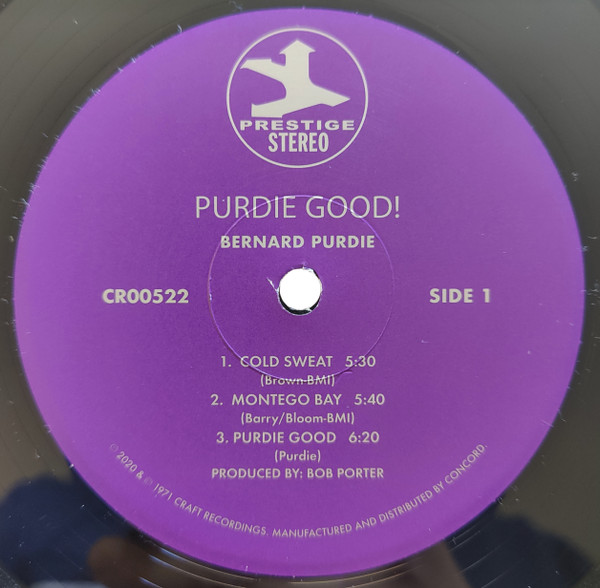 PRESTIGE
STEREO
PURDIE GOOD!
BERNARD PURDIE
CR00522
SIDE 1
1. COLD SWEAT 5:30
(Brown-BMI)
2. MONTEGO BAY 5:40
(Barry/Bloom-BMI)
3. PURDIE GOOD 6:20
(Purdie)
PRODUCED BY: BOB PORTER
© 2020 & ℗ 1971 CRAFT RECORDINGS. MANUFACTURED AND DISTRIBUTED BY CONCORD.